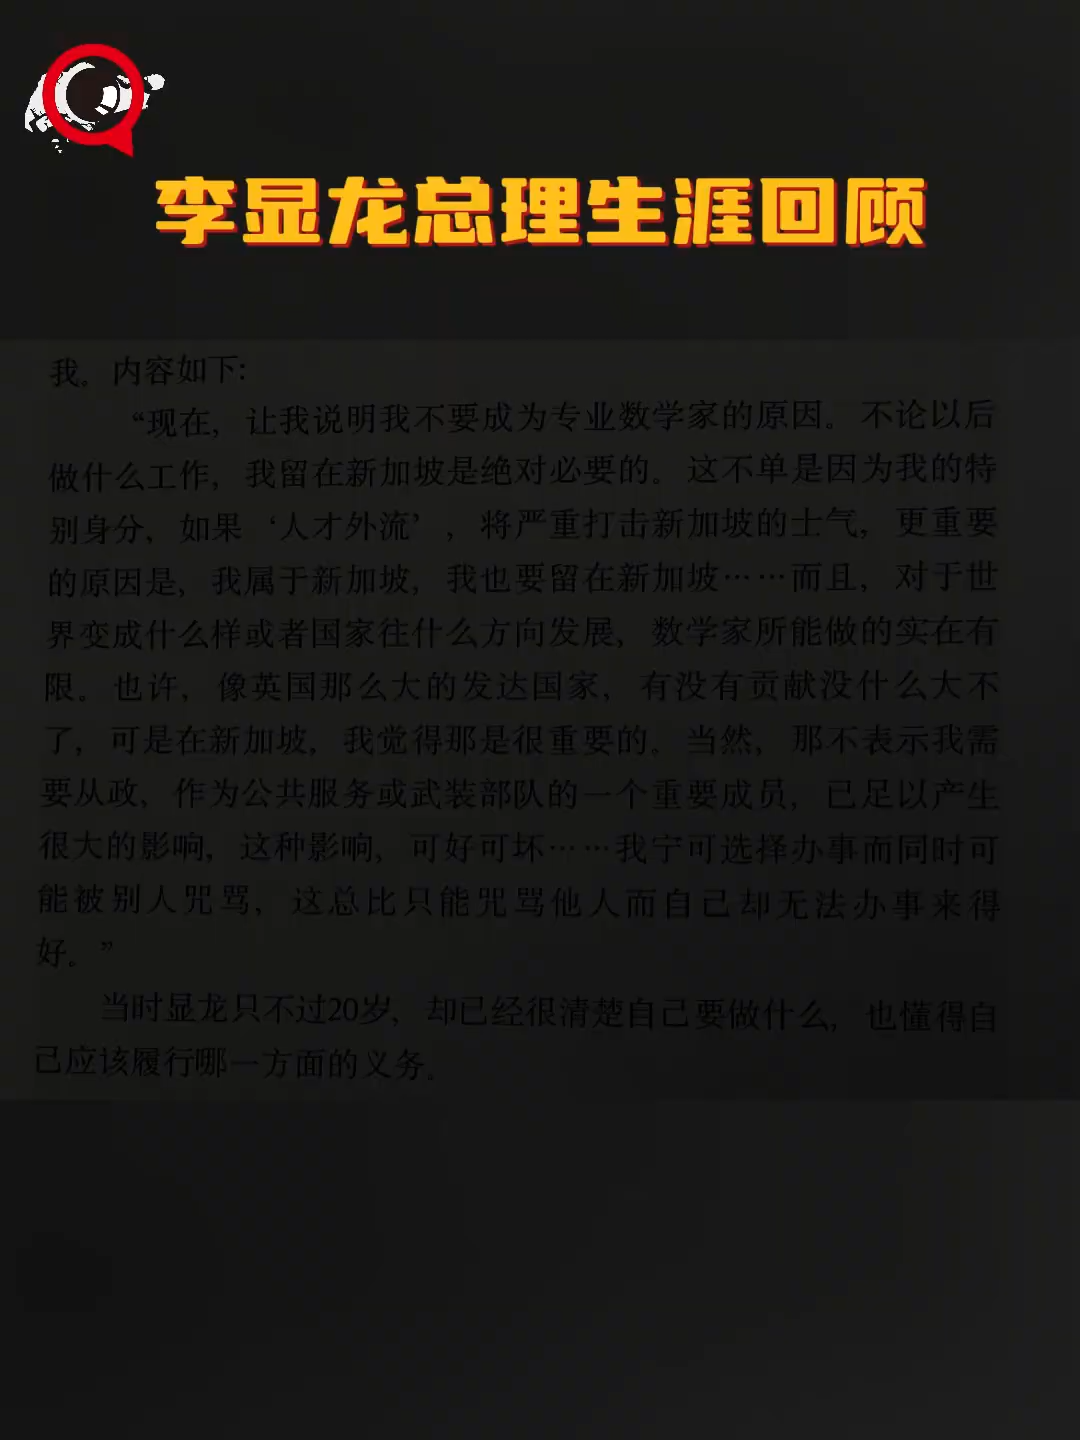 李显龙总理生涯回顾
我。内容如下:
“现在，让我说明我不要成为专业数学家的原因。不论以后
做什么工作，我留在新加坡是绝对必要的。这不单是因为我的特
别身分，如果‘人才外流’，将严重打击新加坡的士气，更重要
的原因是，我属于新加坡，我也要留在新加坡……而且，对于世
界变成什么样或者国家往什么方向发展，数学家所能做的实在有
限。也许，像英国那么大的发达国家，有没有贡献没什么大不
了，可是在新加坡，我觉得那是很重要的。当然，那不表示我需
要从政，作为公共服务或武装部队的一个重要成员，已足以产生
很大的影响，这种影响，可好可坏……我宁可选择办事而同时可
能被别人咒骂，这总比只能咒骂他人而自己却无法办事来得
好。”
当时显龙只不过20岁，却已经很清楚自己要做什么，也懂得自
己应该履行哪一方面的义务。